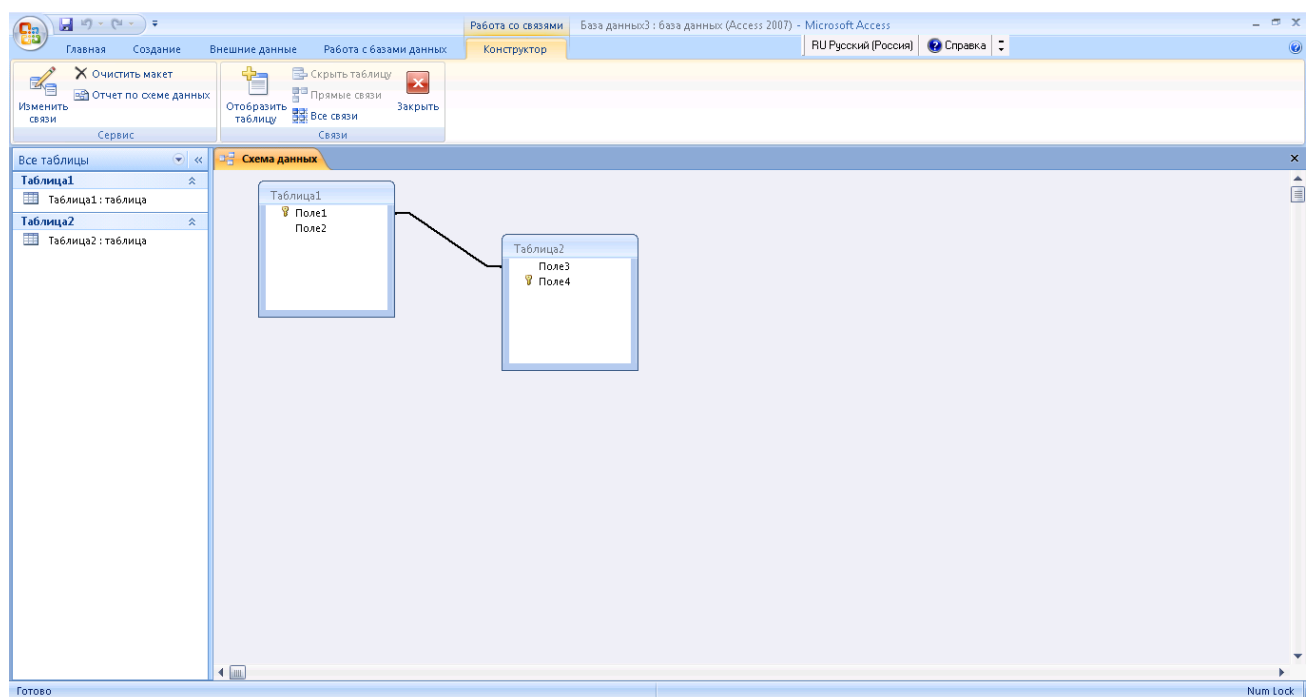 Работа со связями База данных3 : база данных (Access 2007) - Microsoft Access
Главная Создание Внешние данные Работа с базами данных Конструктор RU Русский (Россия) Справка
Изменить связи
Очистить макет
Отчет по схеме данных
Сервис
Отобразить таблицу
Скрыть таблицу
Прямые связи
Все связи
Закрыть
Связи
Все таблицы
Таблица1
Таблица1 : таблица
Таблица2
Таблица2 : таблица
Схема данных
Таблица1
Поле1
Поле2
Таблица2
Поле3
Поле4
Готово Num Lock